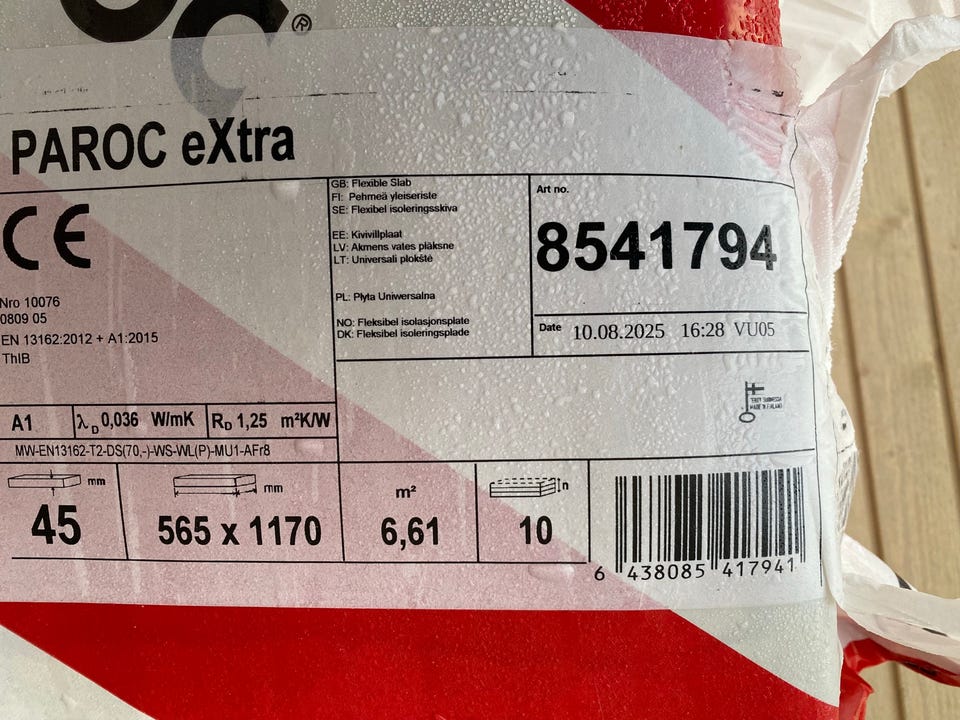 ®
PAROC eXtra
CE
Nro 10076
0809 05
EN 13162:2012 + A1:2015
ThIB
GB: Flexible Slab
FI: Pehmeä yleiseriste
SE: Flexibel isoleringsskiva
EE: Kivivillplaat
LV: Akmens vates plāksne
LT: Universali plokštė
PL: Płyta Uniwersalna
NO: Fleksibel isolasjonsplate
DK: Fleksibel isoleringsplade
Art no.
8541794
Date 10.08.2025 16:28 VU05
MADE IN FINLAND
A1 λD 0,036 W/mK RD 1,25 m²K/W
MW-EN13162-T2-DS(70,-)-WS-WL(P)-MU1-AFr8
mm
45
mm
565 x 1170
m²
6,61
n
10
6 438085 417941